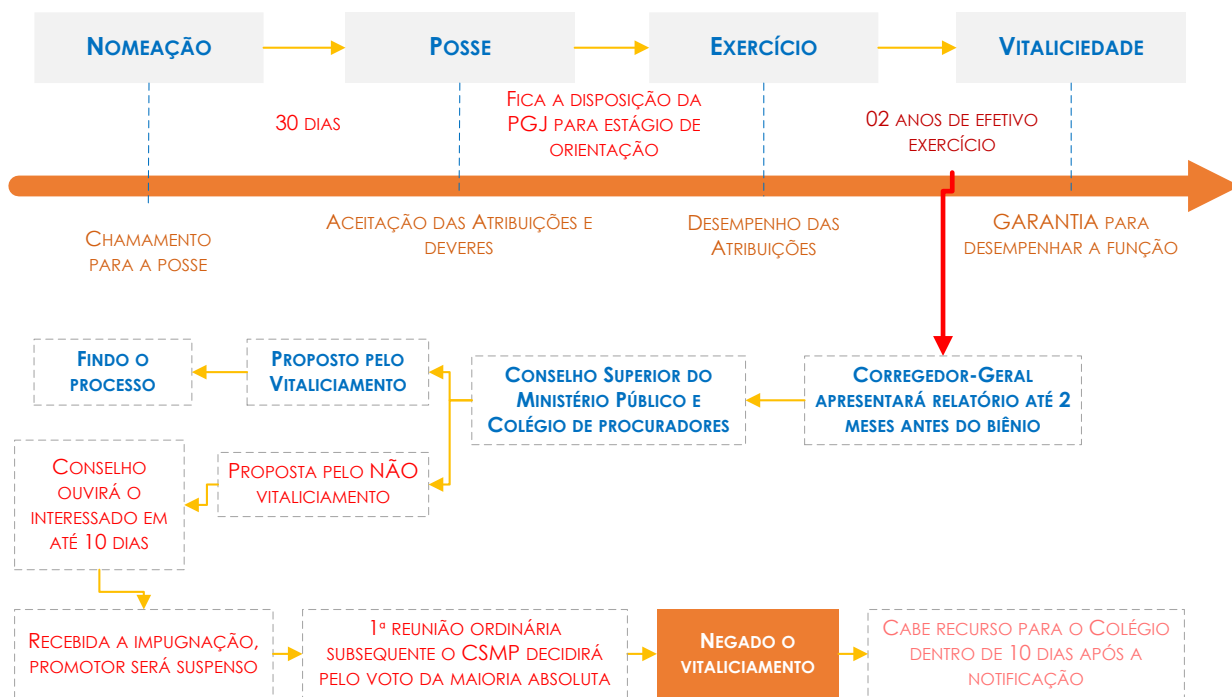 NOMEAÇÃO
POSSE
EXERCÍCIO
VITALICIEDADE
30 DIAS
FICA A DISPOSIÇÃO DA
PGJ PARA ESTÁGIO DE
ORIENTAÇÃO
02 ANOS DE EFETIVO
EXERCÍCIO
CHAMAMENTO
PARA A POSSE
ACEITAÇÃO DAS ATRIBUIÇÕES E
DEVERES
DESEMPENHO DAS
ATRIBUIÇÕES
GARANTIA PARA
DESEMPENHAR A FUNÇÃO
FINDO O
PROCESSO
PROPOSTO PELO
VITALICIAMENTO
CONSELHO SUPERIOR DO
MINISTÉRIO PÚBLICO E
COLÉGIO DE PROCURADORES
CORREGEDOR-GERAL
APRESENTARÁ RELATÓRIO ATÉ 2
MESES ANTES DO BIÊNIO
CONSELHO
OUVIRÁ O
INTERESSADO EM
ATÉ 10 DIAS
PROPOSTA PELO NÃO
VITALICIAMENTO
RECEBIDA A IMPUGNAÇÃO,
PROMOTOR SERÁ SUSPENSO
1ª REUNIÃO ORDINÁRIA
SUBSEQUENTE O CSMP DECIDIRÁ
PELO VOTO DA MAIORIA ABSOLUTA
NEGADO O
VITALICIAMENTO
CABE RECURSO PARA O COLÉGIO
DENTRO DE 10 DIAS APÓS A
NOTIFICAÇÃO